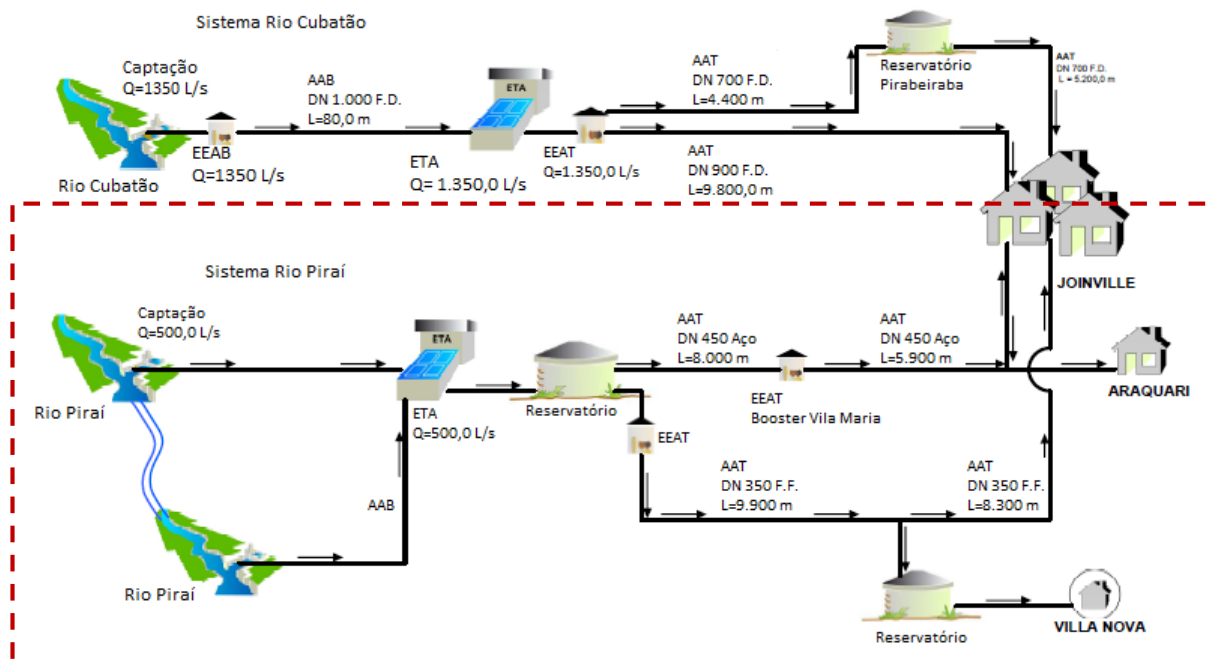 Sistema Rio Cubatão
Captação
Q=1350 L/s
AAB
DN 1.000 F.D.
L=80,0 m
ETA
AAT
DN 700 F.D.
L=4.400 m
Reservatório
Pirabeiraba
AAT
DN 700 F.D.
L = 5.200,0 m
Rio Cubatão
EEAB
Q=1350 L/s
ETA
Q= 1.350,0 L/s
EEAT
Q=1.350,0 L/s
AAT
DN 900 F.D.
L=9.800,0 m
JOINVILLE
Sistema Rio Piraí
Captação
Q=500,0 L/s
Rio Piraí
ETA
ETA
Q=500,0 L/s
Reservatório
AAT
DN 450 Aço
L=8.000 m
EEAT
Booster Vila Maria
AAT
DN 450 Aço
L=5.900 m
ARAQUARI
EEAT
AAT
DN 350 F.F.
L=9.900 m
AAT
DN 350 F.F.
L=8.300 m
AAB
Rio Piraí
Reservatório
VILLA NOVA